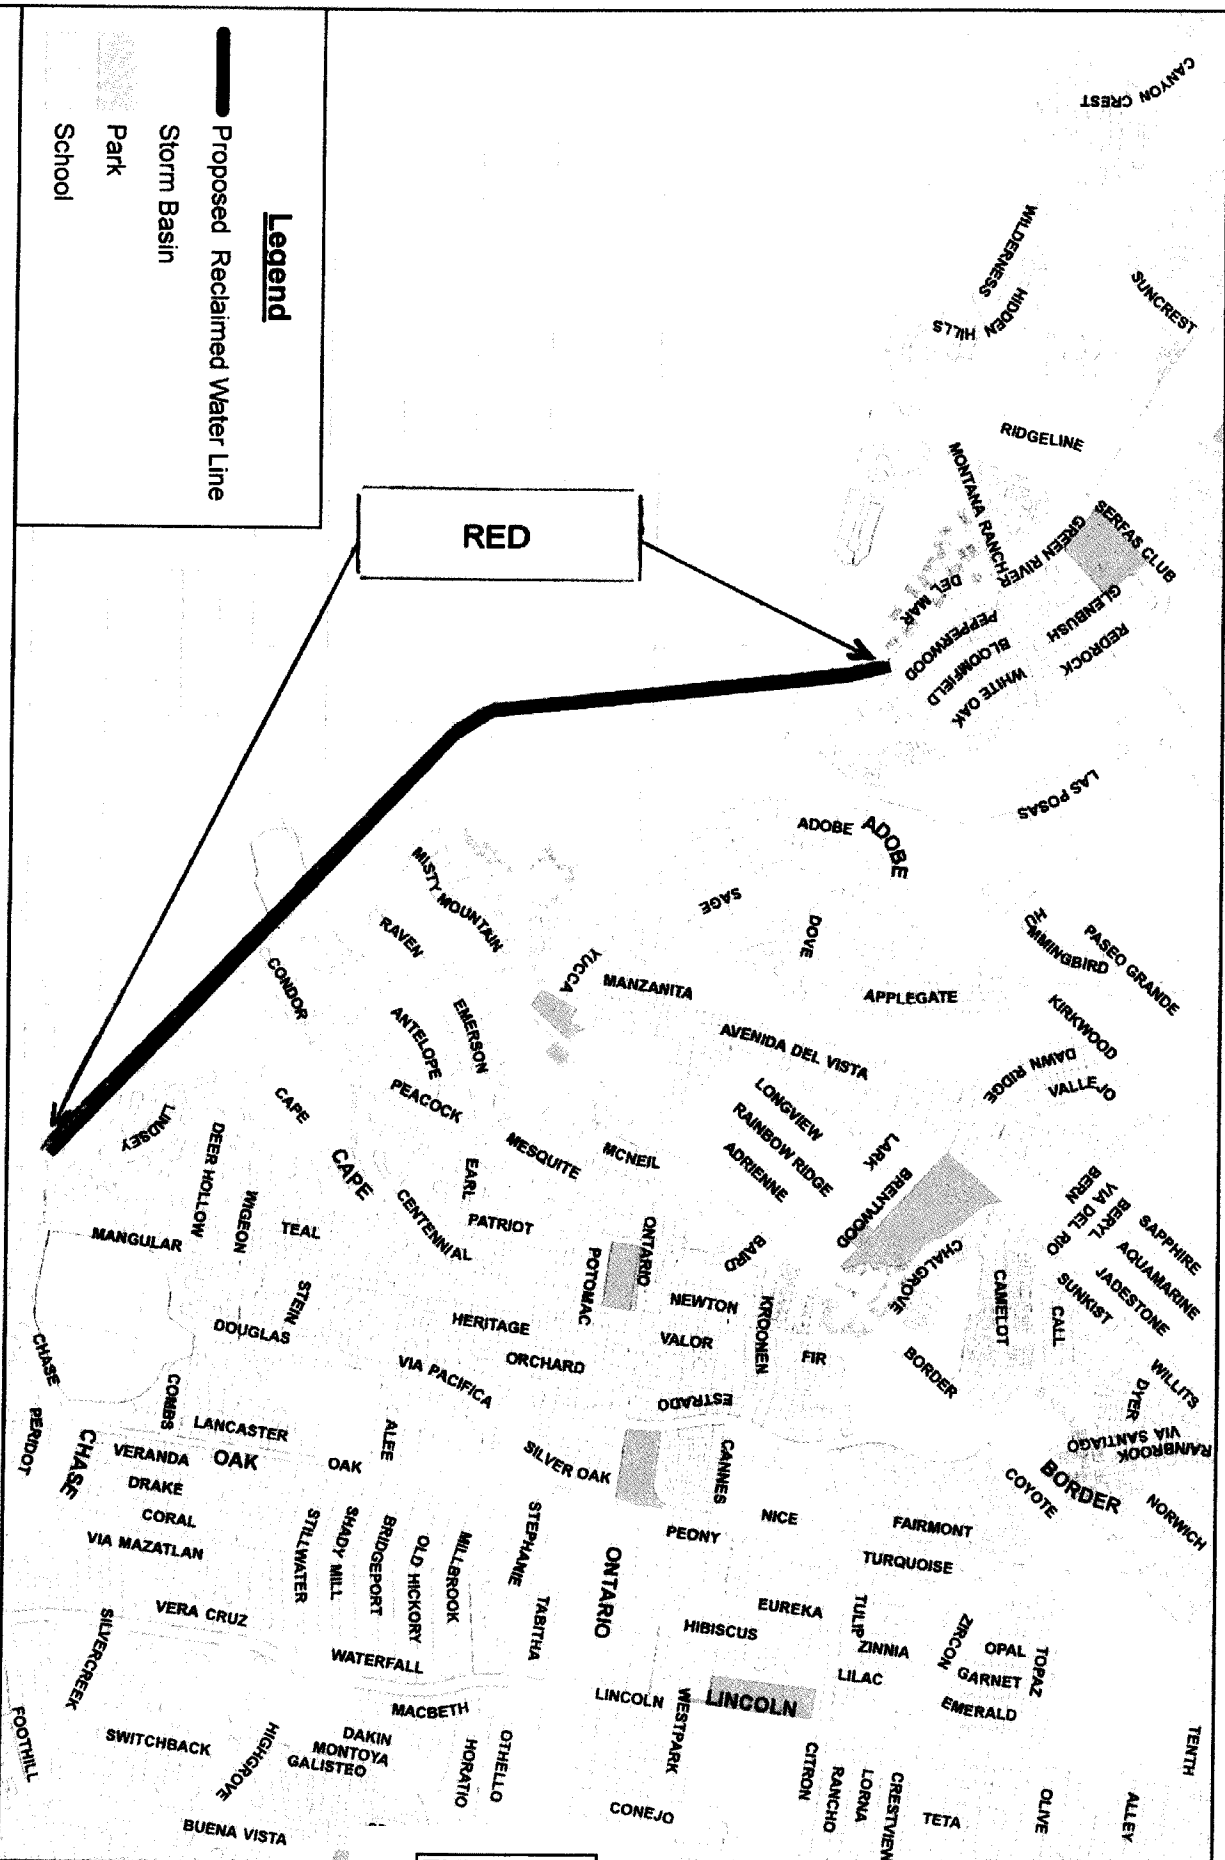 Legend
Proposed Reclaimed Water Line
Storm Basin
Park
School
RED
CANYON CREST
WILDERNESS
HIDDEN HILLS
SUNCREST
RIDGELINE
MONTANA RANCH
GREEN RIVER
SERFAS CLUB
DEL MAR
PEPPERWOOD
BLOOMFIELD
WHITE OAK
GLENBUSH
REDROCK
LAS POSAS
ADOBE
ADOBE
SAGE
DOVE
HUMMINGBIRD
PASEO GRANDE
MISTY MOUNTAIN
RAVEN
CONDOR
YUCCA
MANZANITA
APPLEGATE
KIRKWOOD
DAWN RIDGE
VALLEJO
ANTELOPE
EMERSON
PEACOCK
AVENIDA DEL VISTA
LONGVIEW
RAINBOW RIDGE
ADRIENNE
LARK
BRENTWOOD
CAPE
CAPE
LINDSEY
DEER HOLLOW
WIGEON
TEAL
MANGULAR
MESQUITE
MCNEIL
EARL
PATRIOT
CENTENNIAL
ONTARIO
POTOMAC
BAIRD
CHALGROVE
BERN
VIA DEL RIO
BERYL
SAPPHIRE
AQUAMARINE
JADESTONE
SUNKIST
CAMELOT
CALL
STEIN
DOUGLAS
HERITAGE
ORCHARD
NEWTON
VALOR
KROONEN
FIR
BORDER
WILLITS
DYER
VIA SANTIAGO
RAINBROOK
CHASE
PERIDOT
CHASE
COMBS
LANCASTER
VERANDA
OAK
OAK
ALEE
VIA PACIFICA
ESTRADO
SILVER OAK
CANNES
BORDER
COYOTE
NORWICH
DRAKE
CORAL
VIA MAZATLAN
STILLWATER
SHADY MILL
BRIDGEPORT
OLD HICKORY
MILLBROOK
STEPHANIE
TABITHA
ONTARIO
PEONY
NICE
FAIRMONT
TURQUOISE
VERA CRUZ
SILVERCREEK
WATERFALL
EUREKA
HIBISCUS
TULIP
ZINNIA
LILAC
ZIRCON
OPAL
TOPAZ
GARNET
EMERALD
FOOTHILL
SWITCHBACK
HIGHGROVE
MACBETH
DAKIN
MONTOYA
GALISTEO
HORATIO
OTHELLO
LINCOLN
WESTPARK
LINCOLN
TENTH
BUENA VISTA
CONEJO
CITRON
RANCHO
LORNA
CRESTVIEW
TETA
OLIVE
ALLEY